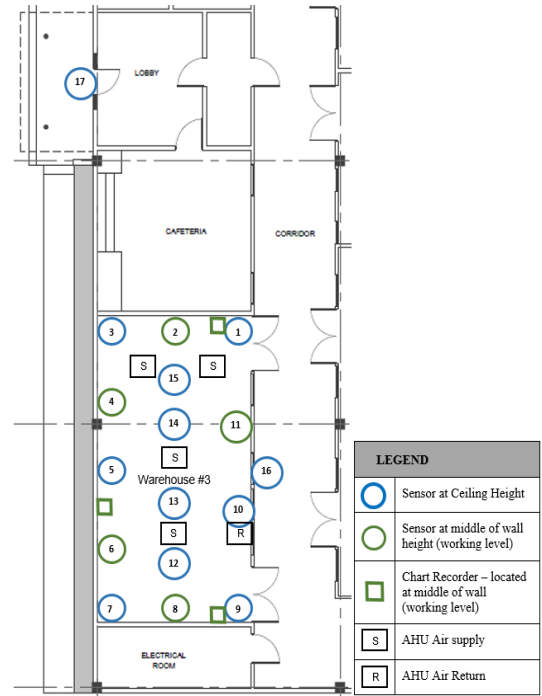 17
LOBBY
CAFETERIA
CORRIDOR
3
2
1
S
S
15
4
14
11
S
5
16
Warehouse #3
13
10
S
R
6
12
7
8
9
ELECTRICAL
ROOM
LEGEND
Sensor at Ceiling Height
Sensor at middle of wall
height (working level)
Chart Recorder – located
at middle of wall
(working level)
S AHU Air supply
R AHU Air Return